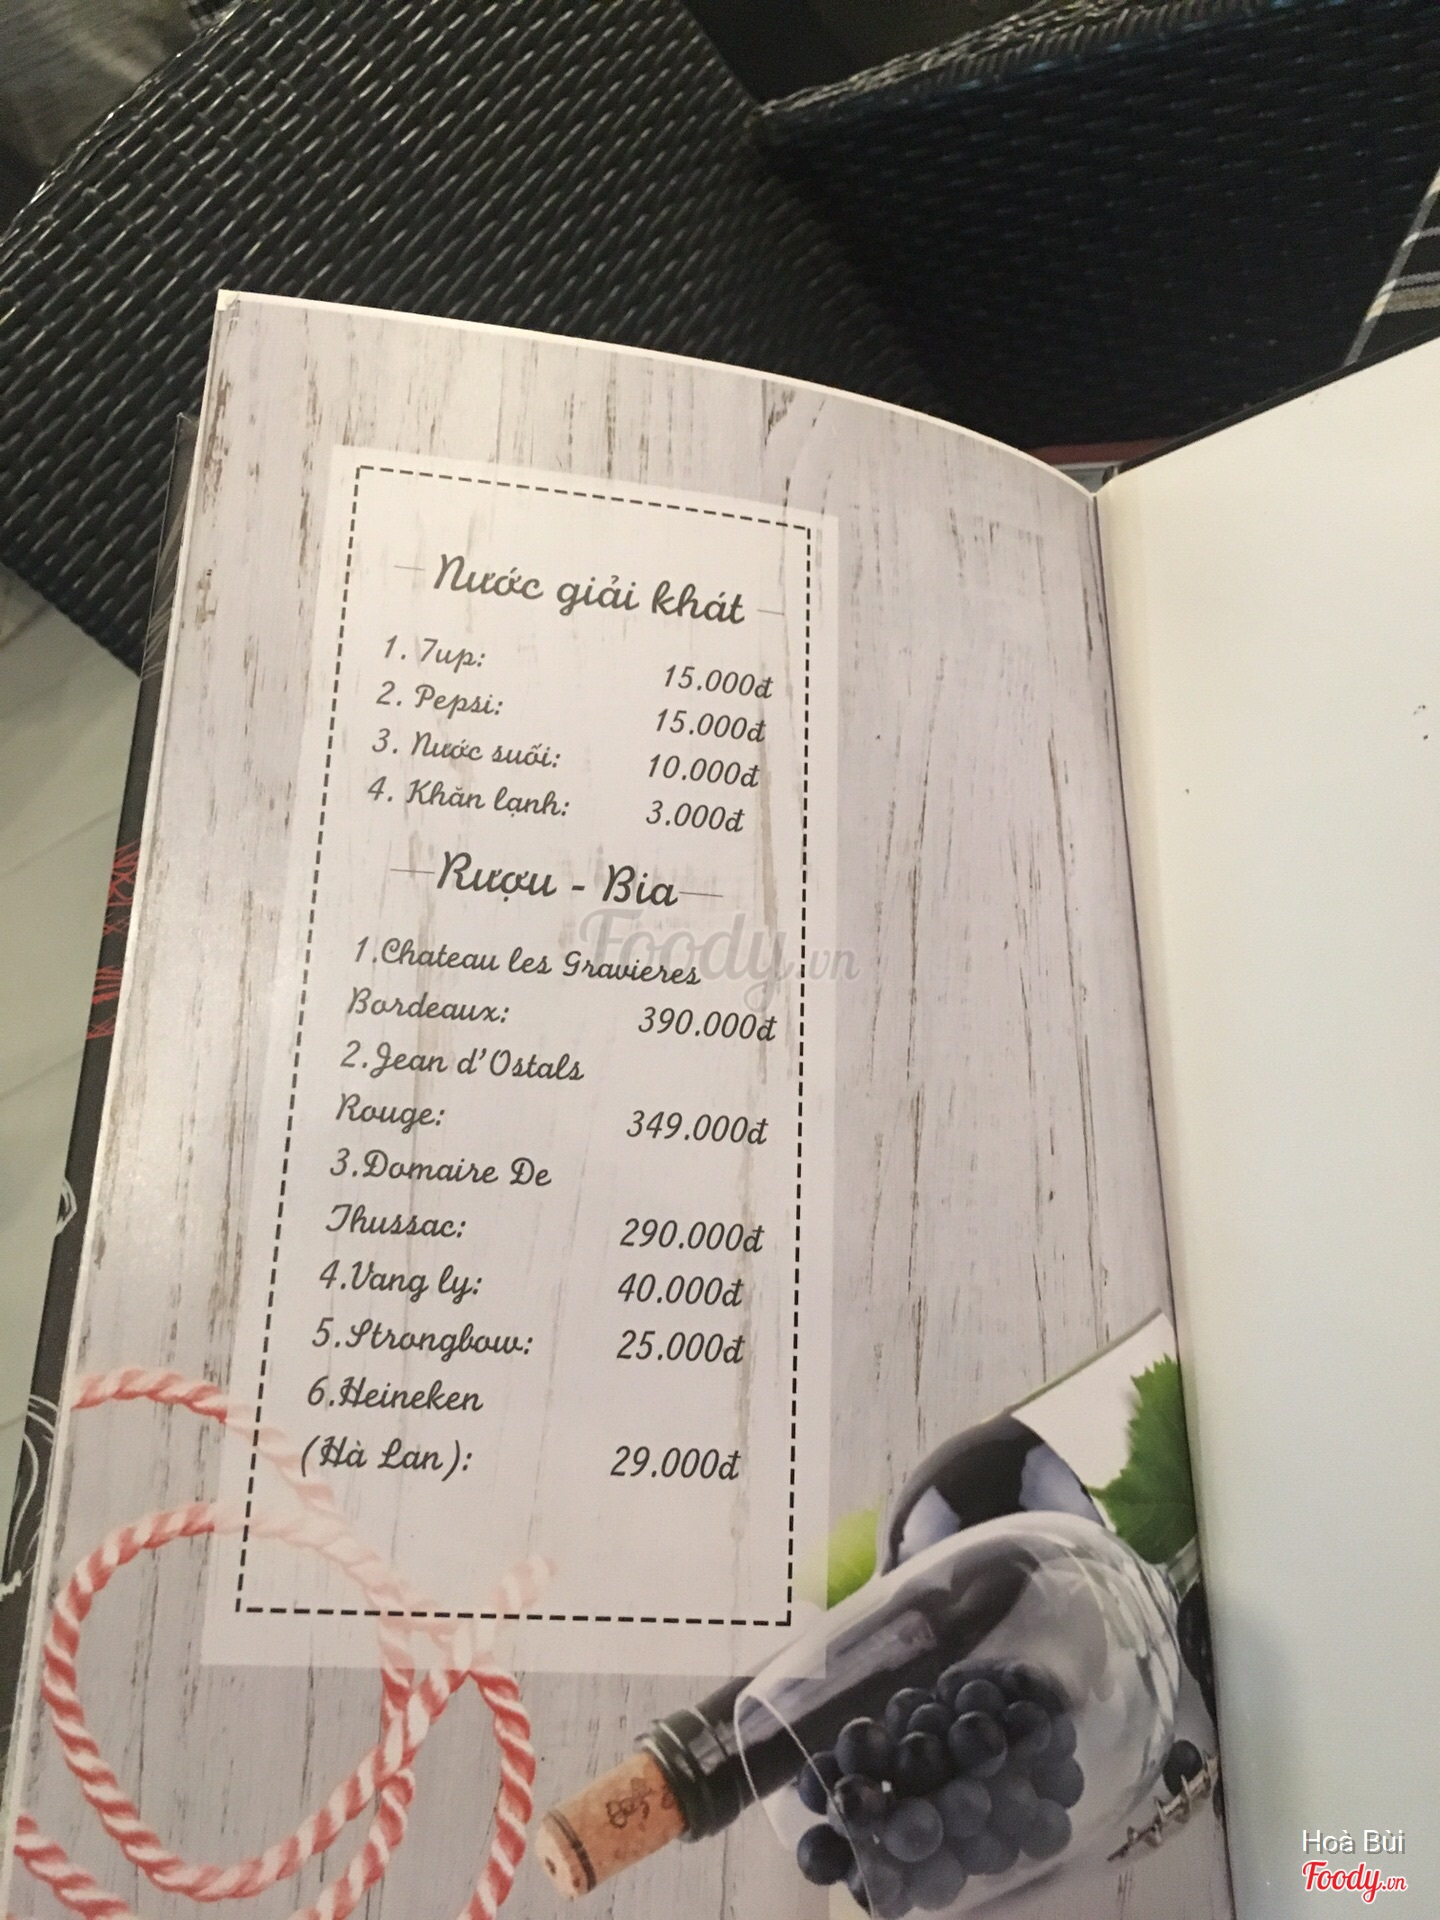 Nước giải khát
1. 7up: 15.000đ
2. Pepsi: 15.000đ
3. Nước suối: 10.000đ
4. Khăn lạnh: 3.000đ
Rượu - Bia
1.Chateau les Gravieres
Bordeaux: 390.000đ
2.Jean d'Ostals
Rouge: 349.000đ
3.Domaire De
Thussac: 290.000đ
4.Vang ly: 40.000đ
5.Strongbow: 25.000đ
6.Heineken
(Hà Lan): 29.000đ
Foody.vn
Hoà Bùi
Foody.vn